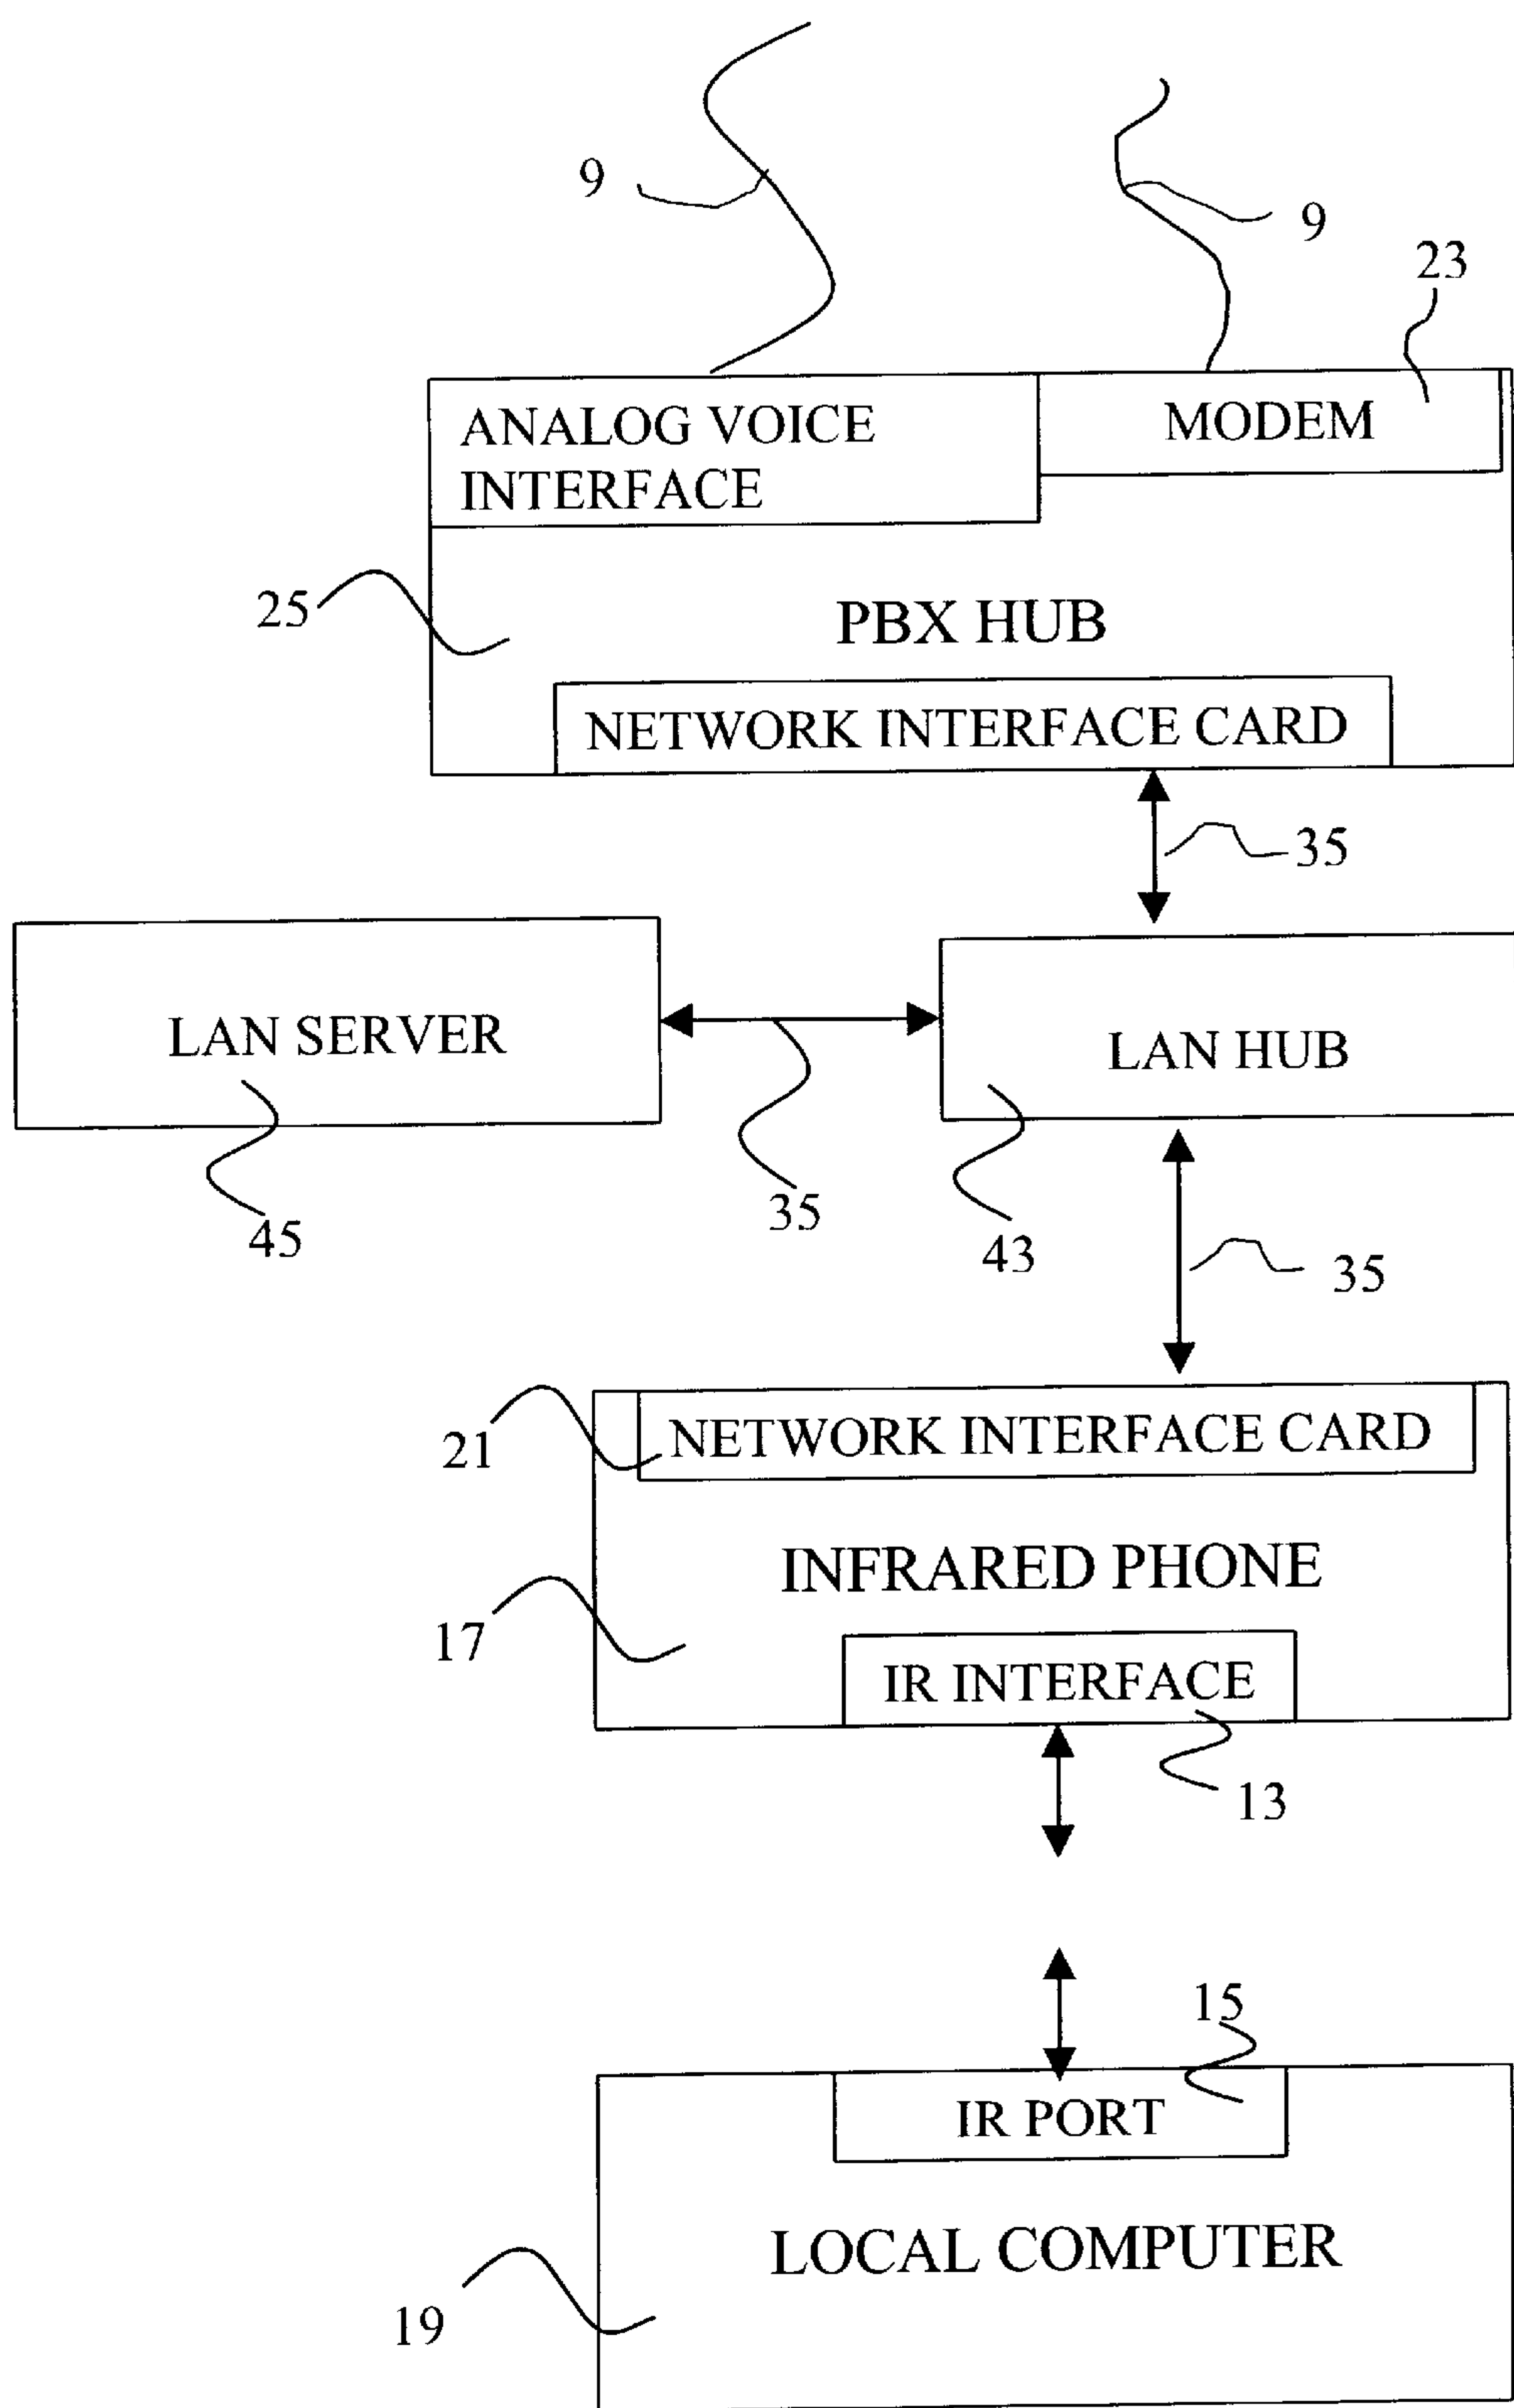 9
9
23
ANALOG VOICE
INTERFACE
MODEM
25
PBX HUB
NETWORK INTERFACE CARD
35
LAN SERVER
LAN HUB
35
45
43
35
21
NETWORK INTERFACE CARD
INFRARED PHONE
17
IR INTERFACE
13
15
IR PORT
LOCAL COMPUTER
19